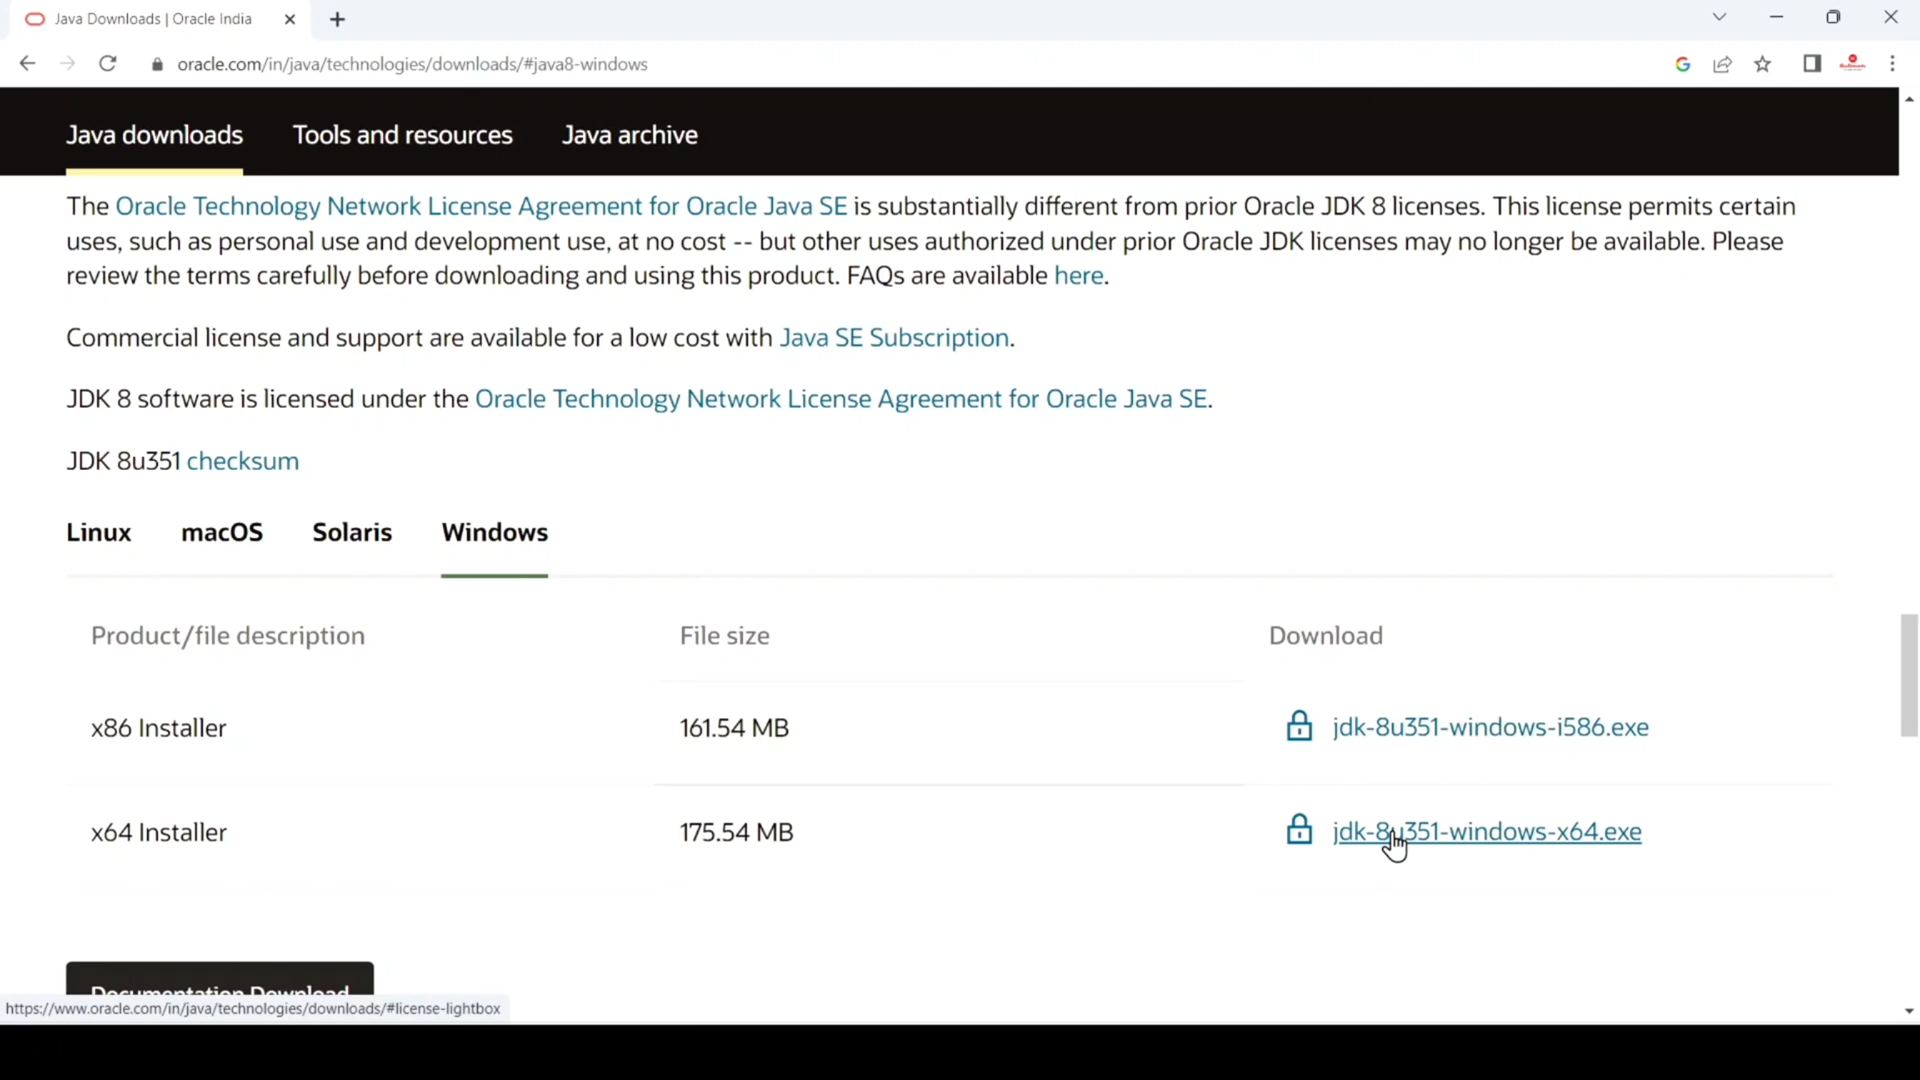 Java Downloads | Oracle India
oracle.com/in/java/technologies/downloads/#java8-windows
Java downloads Tools and resources Java archive
The Oracle Technology Network License Agreement for Oracle Java SE is substantially different from prior Oracle JDK 8 licenses. This license permits certain
uses, such as personal use and development use, at no cost -- but other uses authorized under prior Oracle JDK licenses may no longer be available. Please
review the terms carefully before downloading and using this product. FAQs are available here.
Commercial license and support are available for a low cost with Java SE Subscription.
JDK 8 software is licensed under the Oracle Technology Network License Agreement for Oracle Java SE.
JDK 8u351 checksum
Linux macOS Solaris Windows
Product/file description File size Download
x86 Installer 161.54 MB jdk-8u351-windows-i586.exe
x64 Installer 175.54 MB jdk-8u351-windows-x64.exe
Documentation Download
https://www.oracle.com/in/java/technologies/downloads/#license-lightbox